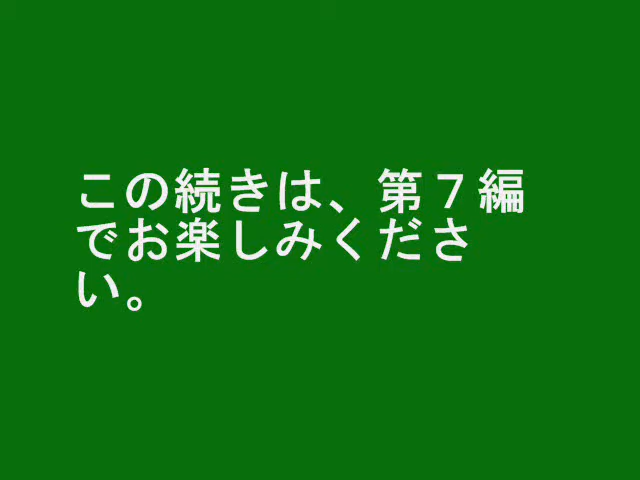 この続きは、第７編
でお楽しみくださ
い。